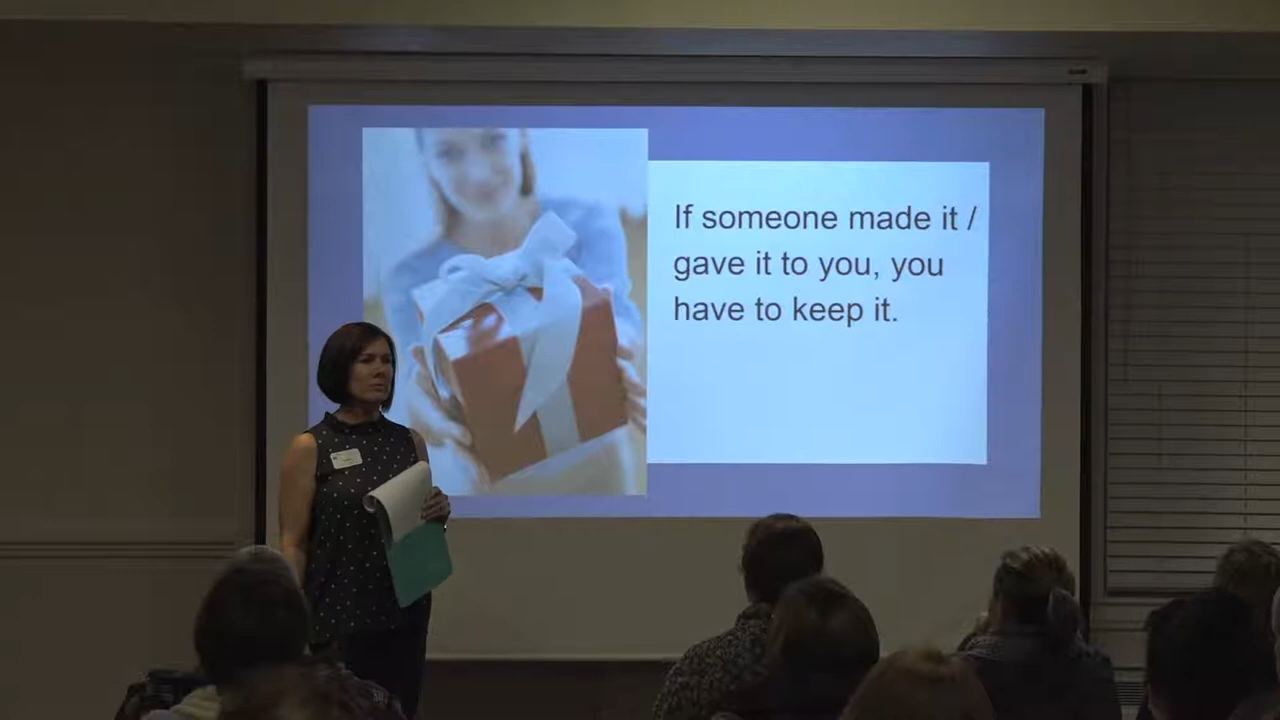 If someone made it /
gave it to you, you
have to keep it.